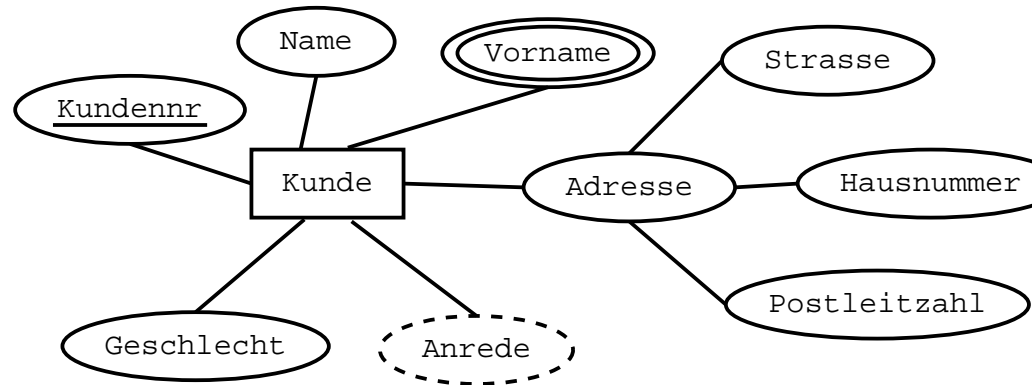 Name
Vorname
Strasse
Kundennr
Kunde
Adresse
Hausnummer
Postleitzahl
Geschlecht
Anrede